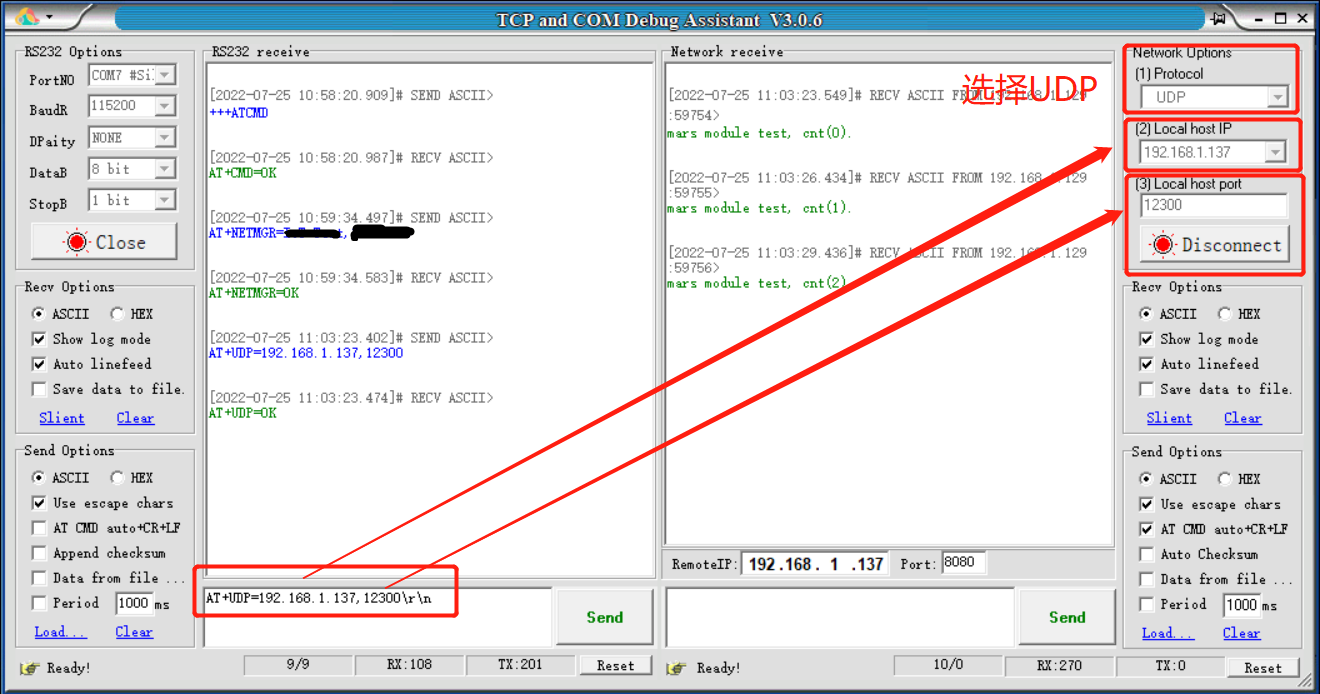 TCP and COM Debug Assistant V3.0.6
RS232 Options
PortNO
COM7 #Si
BaudR
115200
DPaity
NONE
DataB
8 bit
StopB
1 bit
Close
Recv Options
ASCII
HEX
Show log mode
Auto linefeed
Save data to file.
Slient
Clear
Send Options
ASCII
HEX
Use escape chars
AT CMD auto+CR+LF
Append checksum
Data from file ...
Period
1000
ms
Load...
Clear
RS232 receive
[2022-07-25 10:58:20.909]# SEND ASCII>
+++ATCMD
[2022-07-25 10:58:20.987]# RECV ASCII>
AT+CMD=OK
[2022-07-25 10:59:34.497]# SEND ASCII>
AT+NETMGR=
[2022-07-25 10:59:34.583]# RECV ASCII>
AT+NETMGR=OK
[2022-07-25 11:03:23.402]# SEND ASCII>
AT+UDP=192.168.1.137,12300
[2022-07-25 11:03:23.474]# RECV ASCII>
AT+UDP=OK
AT+UDP=192.168.1.137,12300\r\n
Send
Network receive
选择UDP
[2022-07-25 11:03:23.549]# RECV ASCII FROM 192.168.1.129
:59754>
mars module test, cnt(0).
[2022-07-25 11:03:26.434]# RECV ASCII FROM 192.168.1.129
:59755>
mars module test, cnt(1).
[2022-07-25 11:03:29.436]# RECV ASCII FROM 192.168.1.129
:59756>
mars module test, cnt(2)
RemoteIP:
192.168. 1 .137
Port:
8080
Send
Network Options
(1) Protocol
UDP
(2) Local host IP
192.168.1.137
(3) Local host port
12300
Disconnect
Recv Options
ASCII
HEX
Show log mode
Auto linefeed
Save data to file.
Slient
Clear
Send Options
ASCII
HEX
Use escape chars
AT CMD auto+CR+LF
Auto Checksum
Data from file ...
Period
1000
ms
Load...
Clear
Ready!
9/9
RX:108
TX:201
Reset
Ready!
10/0
RX:270
TX:0
Reset